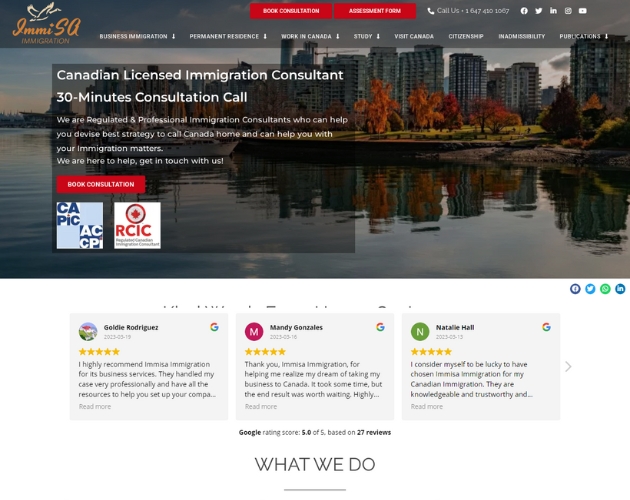 ImmiSA
IMMIGRATION
BOOK CONSULTATION
ASSESSMENT FORM
Call Us + 1 647 410 1067
BUSINESS IMMIGRATION
PERMANENT RESIDENCE
WORK IN CANADA
STUDY
VISIT CANADA
CITIZENSHIP
INADMISSIBILITY
PUBLICATIONS
Canadian Licensed Immigration Consultant
30-Minutes Consultation Call
We are Regulated & Professional Immigration Consultants who can help
you devise best strategy to call Canada home and can help you with
your Immigration matters.
We are here to help, get in touch with us!
BOOK CONSULTATION
CA
PiC
AC
CPi
RCIC
Regulated Canadian
Immigration Consultant
Goldie Rodriguez
2023-03-19
I highly recommend Immisa Immigration
for its business services. They handled my
case very professionally and have all the
resources to help you set up your compa...
Read more
M
Mandy Gonzales
2023-03-16
Thank you, Immisa Immigration, for
helping me realize my dream of taking my
business to Canada. It took some time, but
the end result was worth waiting. Highly...
Read more
N
Natalie Hall
2023-03-15
I consider myself to be lucky to have
chosen Immisa Immigration for my
Canadian Immigration. They are
knowledgeable and trustworthy and...
Read more
Google rating score: 5.0 of 5, based on 27 reviews
WHAT WE DO